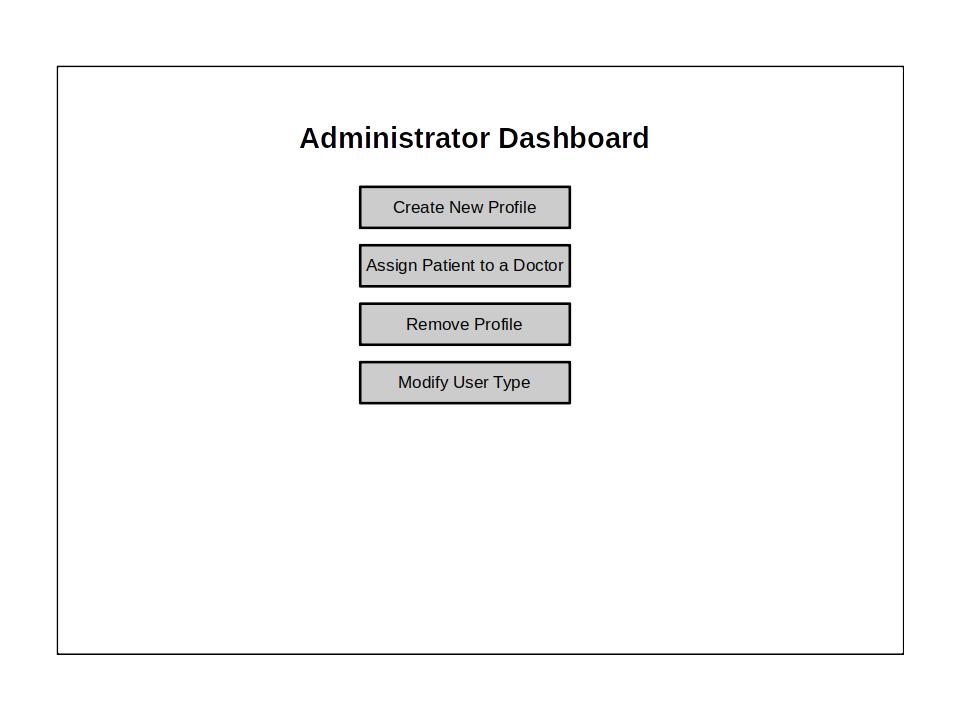 Administrator Dashboard
Create New Profile
Assign Patient to a Doctor
Remove Profile
Modify User Type